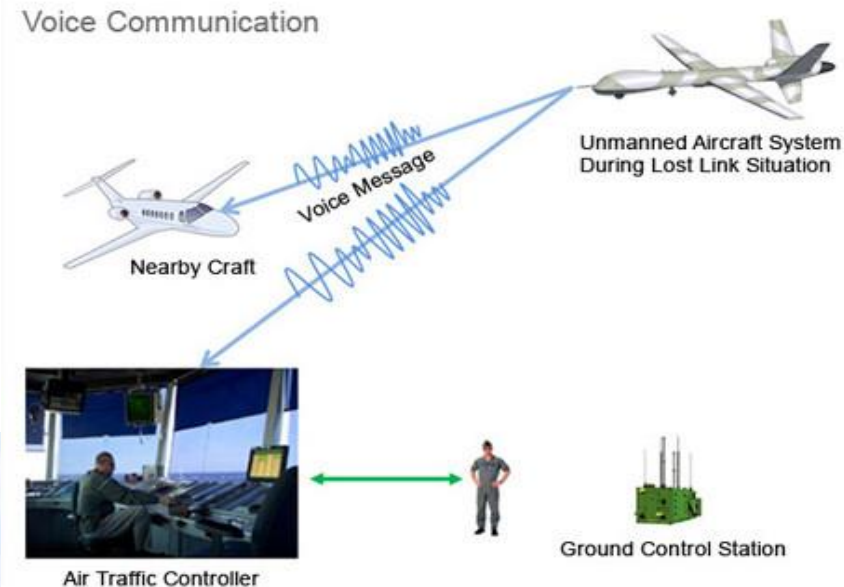 Voice Communication
Unmanned Aircraft System
During Lost Link Situation
Voice Message
Nearby Craft
Ground Control Station
Air Traffic Controller